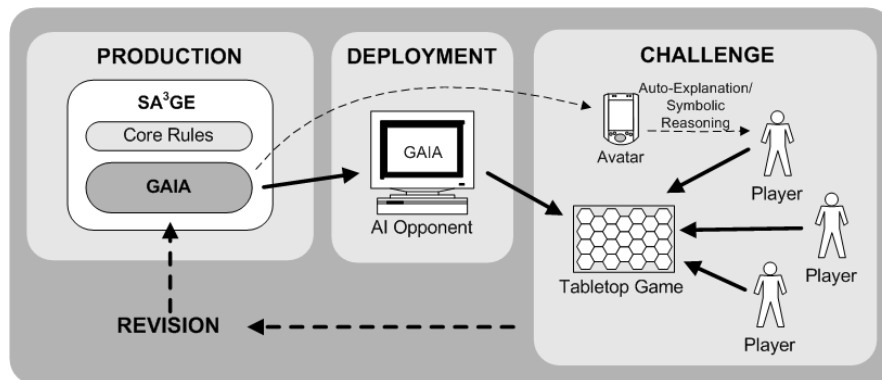 PRODUCTION
SA³GE
Core Rules
GAIA
DEPLOYMENT
GAIA
AI Opponent
CHALLENGE
Auto-Explanation/
Symbolic
Reasoning
Avatar
Player
Tabletop Game
Player
Player
REVISION